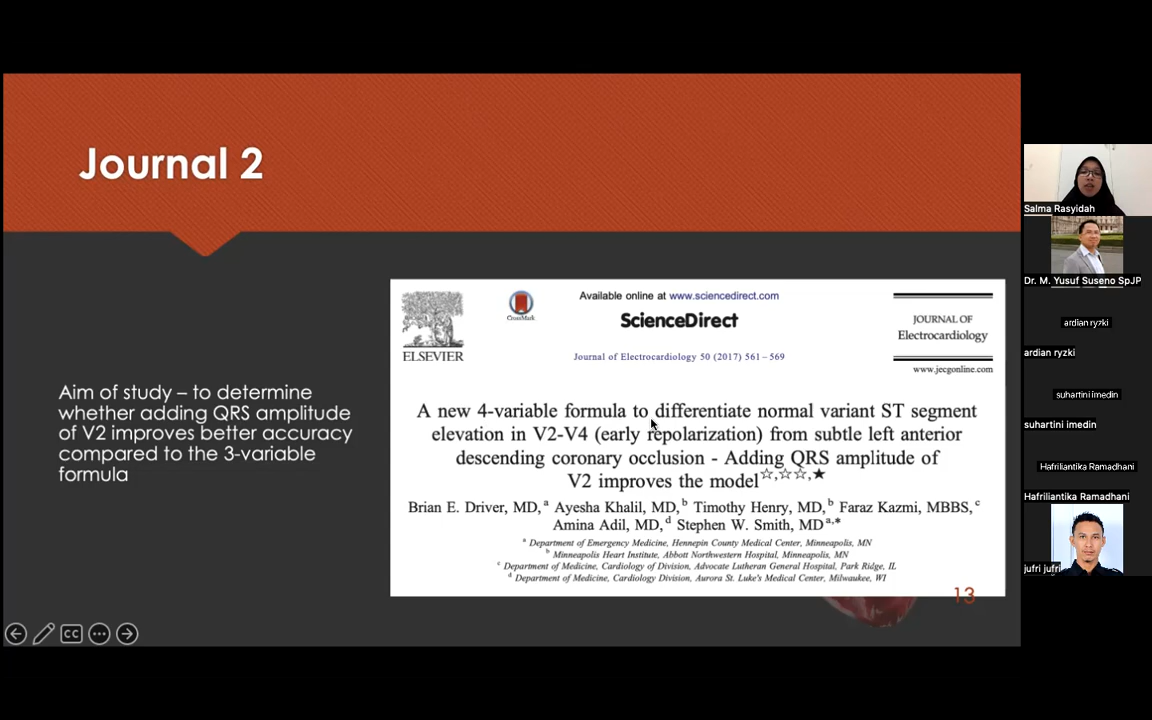 Journal 2
Aim of study – to determine
whether adding QRS amplitude
of V2 improves better accuracy
compared to the 3-variable
formula
ELSEVIER
CrossMark
Available online at www.sciencedirect.com
ScienceDirect
Journal of Electrocardiology 50 (2017) 561 – 569
JOURNAL OF
Electrocardiology
www.jecgonline.com
A new 4-variable formula to differentiate normal variant ST segment
elevation in V2-V4 (early repolarization) from subtle left anterior
descending coronary occlusion - Adding QRS amplitude of
V2 improves the model☆,☆☆,★
Brian E. Driver, MD,a Ayesha Khalil, MD,b Timothy Henry, MD,b Faraz Kazmi, MBBS,c
Amina Adil, MD,d Stephen W. Smith, MD a,*
a Department of Emergency Medicine, Hennepin County Medical Center, Minneapolis, MN
b Minneapolis Heart Institute, Abbott Northwestern Hospital, Minneapolis, MN
c Department of Medicine, Cardiology of Division, Advocate Lutheran General Hospital, Park Ridge, IL
d Department of Medicine, Cardiology Division, Aurora St. Luke's Medical Center, Milwaukee, WI
13
CC
Salma Rasyidah
Dr. M. Yusuf Suseno SpJP
ardian ryzki
ardian ryzki
suhartini imedin
suhartini imedin
Hafriliantika Ramadhani
Hafriliantika Ramadhani
jufri jufri